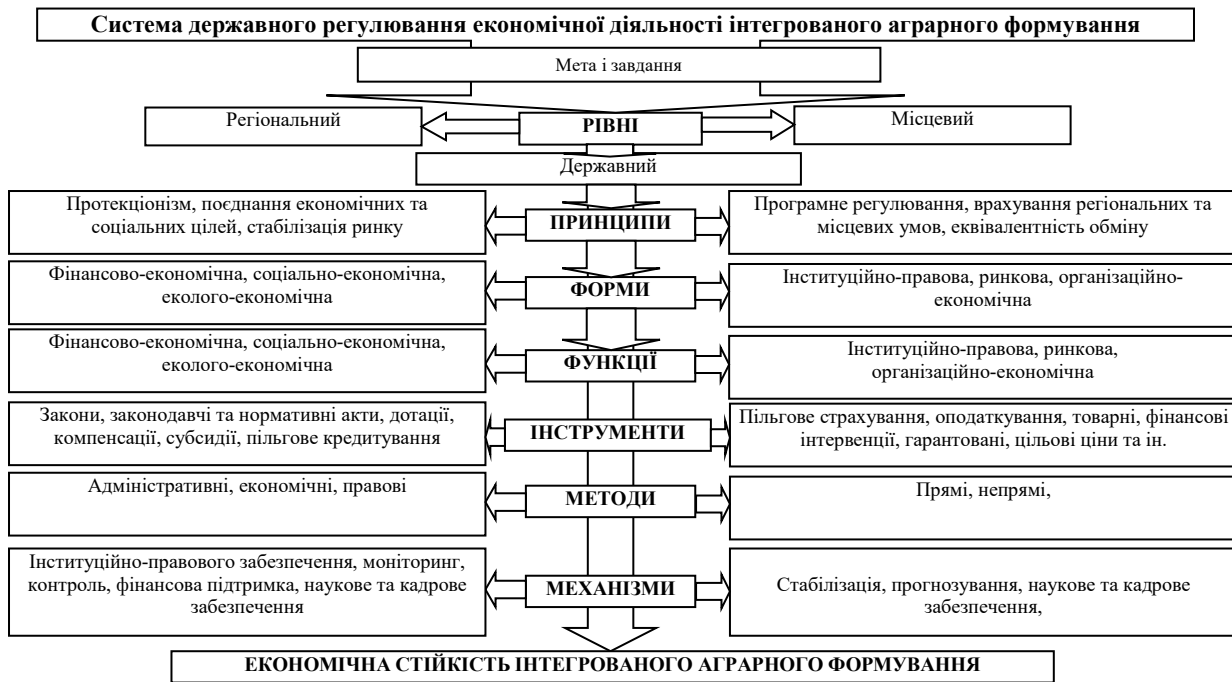 Система державного регулювання економічної діяльності інтегрованого аграрного формування
Мета і завдання
Регіональний
РІВНІ
Місцевий
Державний
Протекціонізм, поєднання економічних та
соціальних цілей, стабілізація ринку
ПРИНЦИПИ
Програмне регулювання, врахування регіональних та
місцевих умов, еквівалентність обміну
Фінансово-економічна, соціально-економічна,
еколого-економічна
ФОРМИ
Інституційно-правова, ринкова, організаційно-
економічна
Фінансово-економічна, соціально-економічна,
еколого-економічна
ФУНКЦІЇ
Інституційно-правова, ринкова,
організаційно-економічна
Закони, законодавчі та нормативні акти, дотації,
компенсації, субсидії, пільгове кредитування
ІНСТРУМЕНТИ
Пільгове страхування, оподаткування, товарні, фінансові
інтервенції, гарантовані, цільові ціни та ін.
Адміністративні, економічні, правові
МЕТОДИ
Прямі, непрямі,
Інституційно-правового забезпечення, моніторинг,
контроль, фінансова підтримка, наукове та кадрове
забезпечення
МЕХАНІЗМИ
Стабілізація, прогнозування, наукове та кадрове
забезпечення,
ЕКОНОМІЧНА СТІЙКІСТЬ ІНТЕГРОВАНОГО АГРАРНОГО ФОРМУВАННЯ